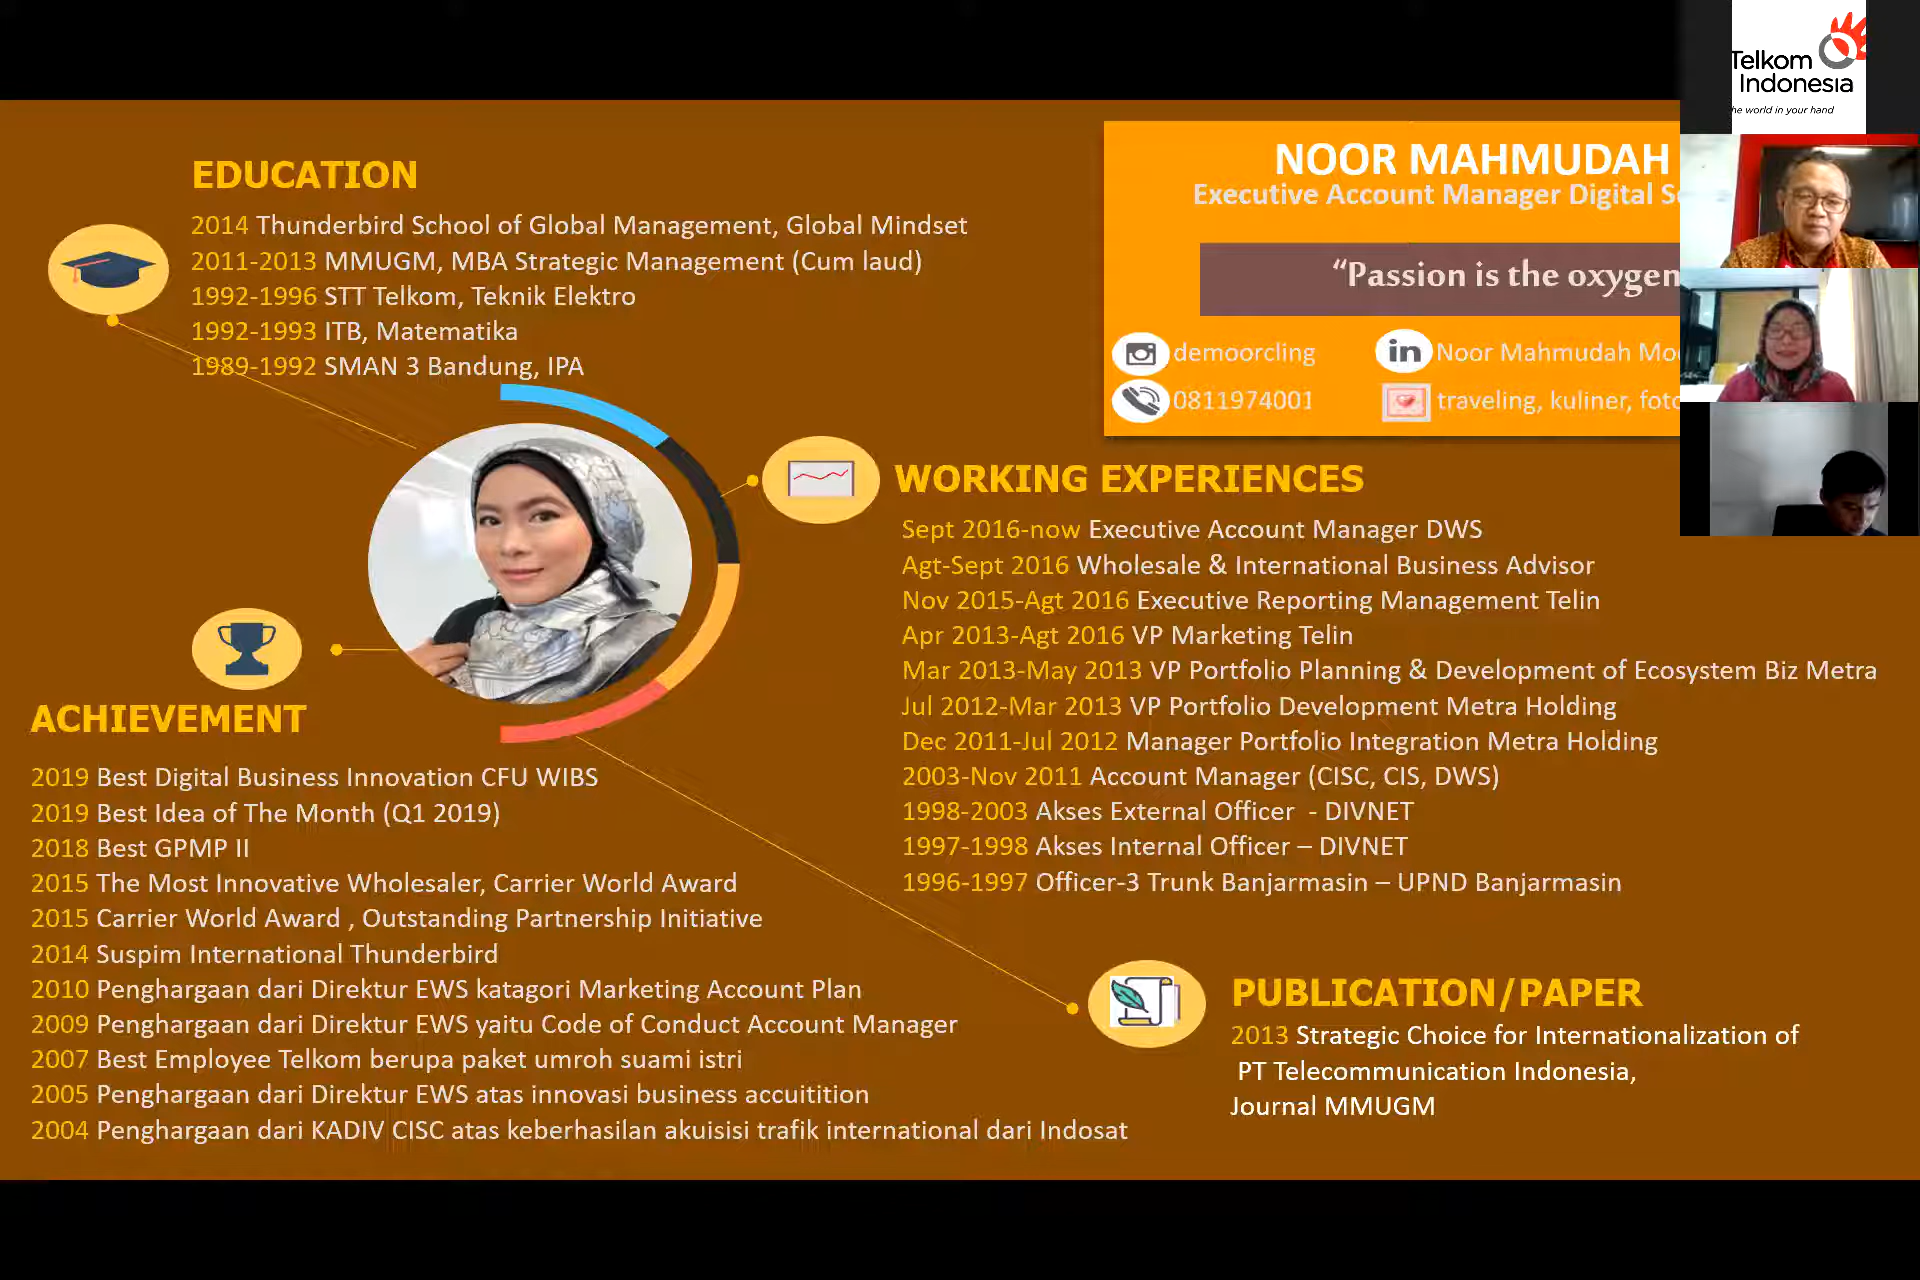 Telkom
Indonesia
the world in your hand
EDUCATION
2014 Thunderbird School of Global Management, Global Mindset
2011-2013 MMUGM, MBA Strategic Management (Cum laud)
1992-1996 STT Telkom, Teknik Elektro
1992-1993 ITB, Matematika
1989-1992 SMAN 3 Bandung, IPA
NOOR MAHMUDAH
Executive Account Manager Digital
“Passion is the oxygen
demoorcling
in Noor Mahmudah
0811974001
traveling, kuliner,
WORKING EXPERIENCES
Sept 2016-now Executive Account Manager DWS
Agt-Sept 2016 Wholesale & International Business Advisor
Nov 2015-Agt 2016 Executive Reporting Management Telin
Apr 2013-Agt 2016 VP Marketing Telin
Mar 2013-May 2013 VP Portfolio Planning & Development of Ecosystem Biz Metra
Jul 2012-Mar 2013 VP Portfolio Development Metra Holding
Dec 2011-Jul 2012 Manager Portfolio Integration Metra Holding
2003-Nov 2011 Account Manager (CISC, CIS, DWS)
1998-2003 Akses External Officer - DIVNET
1997-1998 Akses Internal Officer – DIVNET
1996-1997 Officer-3 Trunk Banjarmasin – UPND Banjarmasin
ACHIEVEMENT
2019 Best Digital Business Innovation CFU WIBS
2019 Best Idea of The Month (Q1 2019)
2018 Best GPMP II
2015 The Most Innovative Wholesaler, Carrier World Award
2015 Carrier World Award , Outstanding Partnership Initiative
2014 Suspim International Thunderbird
2010 Penghargaan dari Direktur EWS katagori Marketing Account Plan
2009 Penghargaan dari Direktur EWS yaitu Code of Conduct Account Manager
2007 Best Employee Telkom berupa paket umroh suami istri
2005 Penghargaan dari Direktur EWS atas innovasi business accuitition
2004 Penghargaan dari KADIV CISC atas keberhasilan akuisisi trafik international dari Indosat
PUBLICATION/PAPER
2013 Strategic Choice for Internationalization of
PT Telecommunication Indonesia,
Journal MMUGM